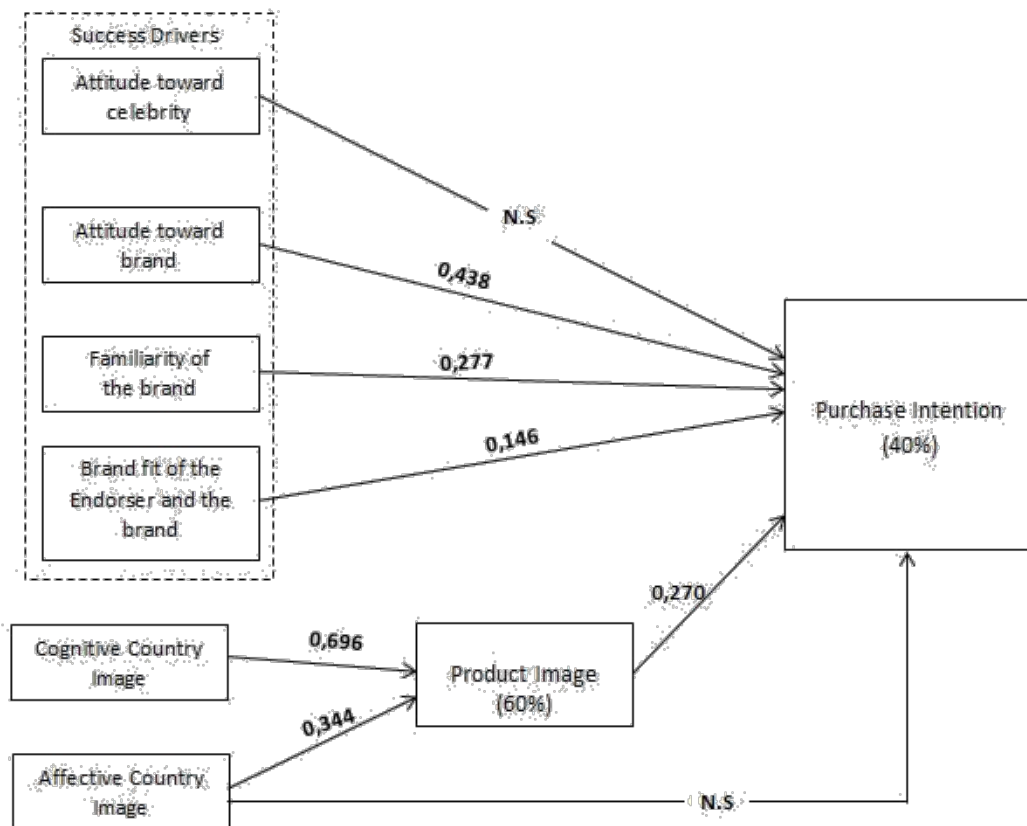 Success Drivers
Attitude toward
celebrity
N.S
Attitude toward
brand
0,438
Familiarity of
the brand
0,277
Purchase Intention
(40%)
Brand fit of the
Endorser and the
brand
0,146
0,270
Cognitive Country
Image
0,696
Product Image
(60%)
0,344
Affective Country
Image
N.S